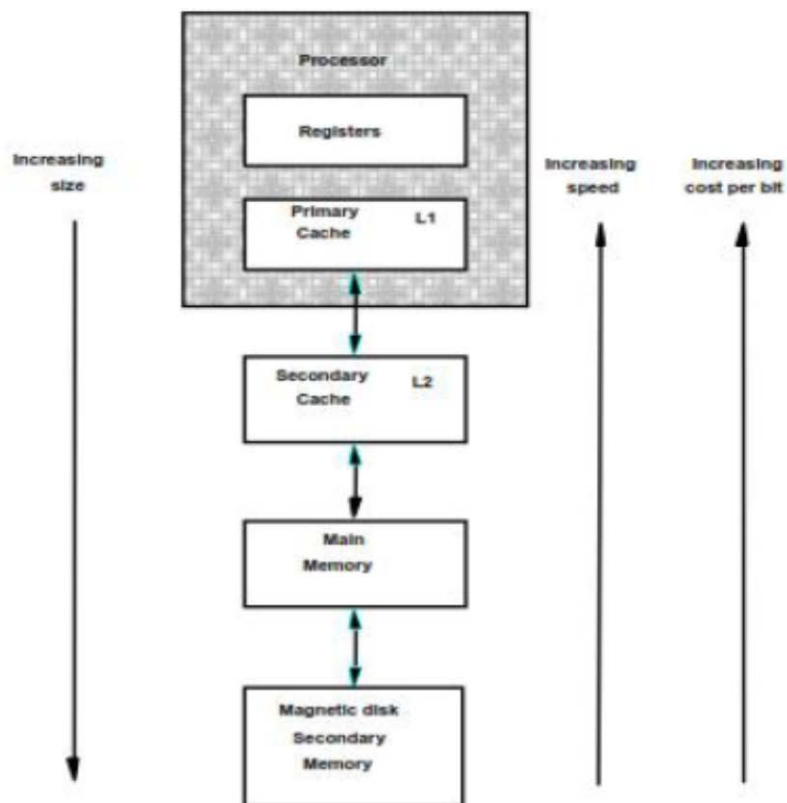 Processor
Registers
Increasing
size
Increasing
speed
Increasing
cost per bit
Primary
Cache
L1
Secondary
Cache
L2
Main
Memory
Magnetic disk
Secondary
Memory